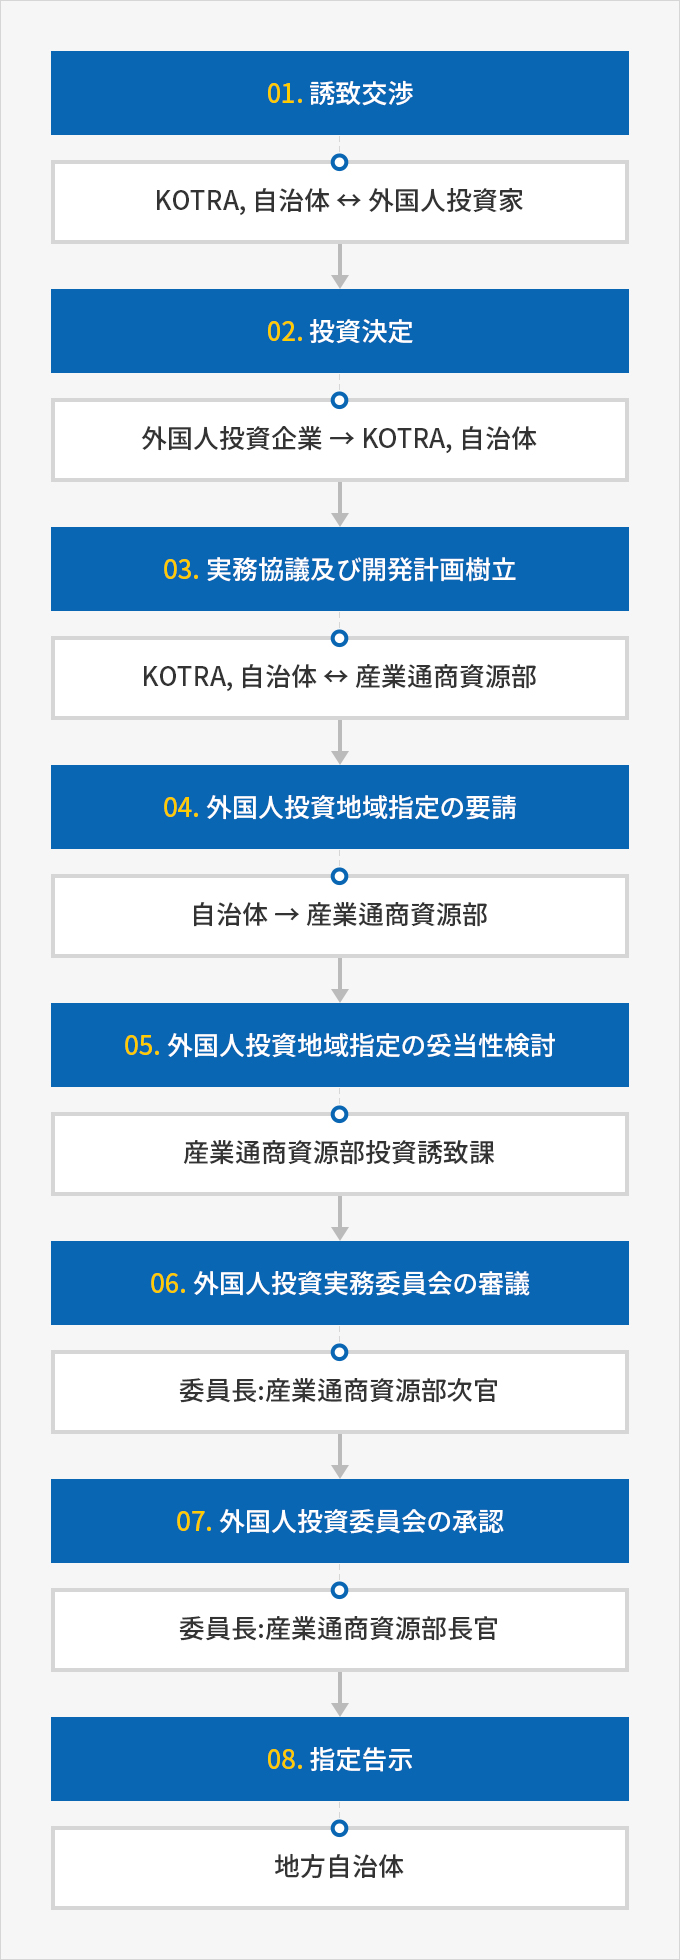 01. 誘致交渉
KOTRA, 自治体 ↔ 外国人投資家
02. 投資決定
外国人投資企業 → KOTRA, 自治体
03. 実務協議及び開発計画樹立
KOTRA, 自治体 ↔ 産業通商資源部
04. 外国人投資地域指定の要請
自治体 → 産業通商資源部
05. 外国人投資地域指定の妥当性検討
産業通商資源部投資誘致課
06. 外国人投資実務委員会の審議
委員長:産業通商資源部次官
07. 外国人投資委員会の承認
委員長:産業通商資源部長官
08. 指定告示
地方自治体